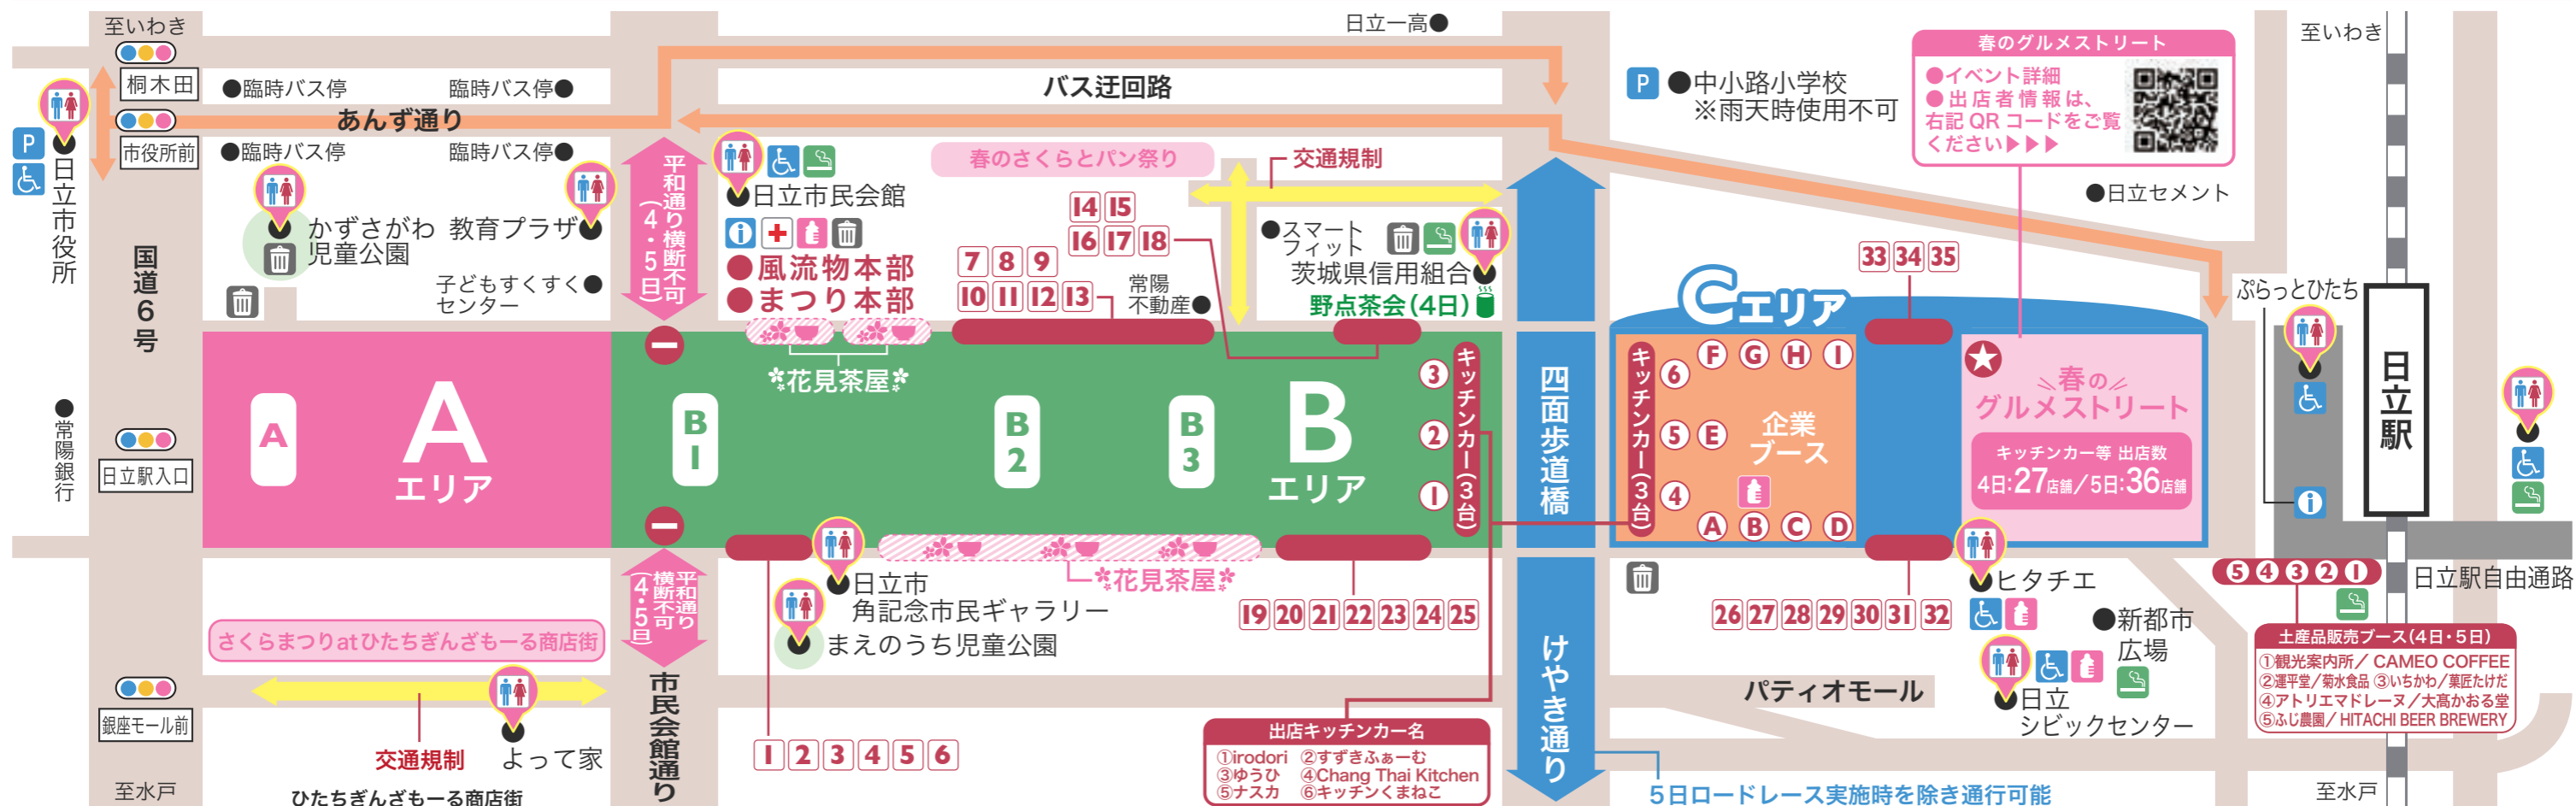 至いわき
桐木田
市役所前
P
日立市役所
国道6号
●常陽銀行
日立駅入口
銀座モール前
至水戸
●臨時バス停
臨時バス停●
あんず通り
●臨時バス停
臨時バス停●
かずさがわ
児童公園
教育プラザ
子どもすくすく●
センター
平和通り横断不可
(4・5日)
日立市民会館
i
●風流物本部
●まつり本部
バス迂回路
日立一高●
春のさくらとパン祭り
交通規制
14 15
16 17 18
7 8 9
10 11 12 13
常陽
不動産●
●スマート
フィット
茨城県信用組合
野点茶会(4日)
P ●中小路小学校
※雨天時使用不可
春のグルメストリート
●イベント詳細
●出店者情報は、
右記QRコードをご覧
ください▶▶▶
●日立セメント
至いわき
33 34 35
Cエリア
ぷらっとひたち
日立駅
i
A
A
エリア
B1
花見茶屋
B2
B3
B
エリア
3
2
1
キッチンカー(3台)
四面歩道橋
キッチンカー(3台)
6
5
4
F G H I
E
企業
ブース
A B C D
春の
グルメストリート
キッチンカー等 出店数
4日:27店舗/5日:36店舗
平和通り
横断不可
(4・5日)
市民会館通り
日立市
角記念市民ギャラリー
まえのうち児童公園
花見茶屋
19 20 21 22 23 24 25
26 27 28 29 30 31 32
ヒタチエ
●新都市
広場
日立
シビックセンター
パティオモール
けやき通り
5 4 3 2 1
日立駅自由通路
土産品販売ブース(4日・5日)
①観光案内所/ CAMEO COFFEE
②運平堂/菊水食品 ③いちかわ/菓匠たけだ
④アトリエマドレーヌ/大髙かおる堂
⑤ふじ農園/ HITACHI BEER BREWERY
さくらまつりatひたちぎんざもーる商店街
交通規制
よって家
ひたちぎんざもーる商店街
1 2 3 4 5 6
出店キッチンカー名
①irodori ②すずきふぁーむ
③ゆうひ ④Chang Thai Kitchen
⑤ナスカ ⑥キッチンくまねこ
5日ロードレース実施時を除き通行可能
至水戸